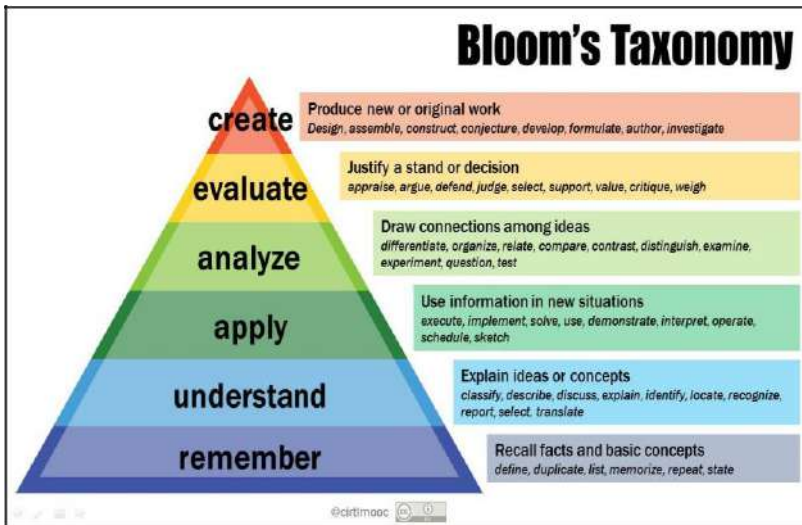 Bloom's Taxonomy
create
Produce new or original work
Design, assemble, construct, conjecture, develop, formulate, author, investigate
evaluate
Justify a stand or decision
appraise, argue, defend, judge, select, support, value, critique, weigh
analyze
Draw connections among ideas
differentiate, organize, relate, compare, contrast, distinguish, examine,
experiment, question, test
apply
Use information in new situations
execute, implement, solve, use, demonstrate, interpret, operate,
schedule, sketch
understand
Explain ideas or concepts
classify, describe, discuss, explain, identify, locate, recognize,
report, select, translate
remember
Recall facts and basic concepts
define, duplicate, list, memorize, repeat, state
@cirtlmooc